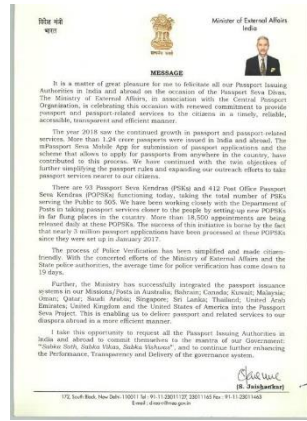 विदेश मंत्री
भारत
Minister of External Affairs
India
MESSAGE
It is a matter of great pleasure for me to felicitate all our Passport Issuing
Authorities in India and abroad on the occasion of the Passport Seva Divas.
The Ministry of External Affairs, in association with the Central Passport
Organisation, is celebrating this occasion with renewed commitment to provide
passport and passport-related services to the citizens in a timely, reliable,
accessible, transparent and efficient manner.
The year 2018 saw the continued growth in passport and passport-related
services. More than 1.24 crore passports were issued in India and abroad. The
mPassport Seva Mobile App for submission of passport applications and the
scheme that allows to apply for passports from anywhere in the country, have
contributed to this process. We have continued with the twin objectives of
further simplifying the passport rules and expanding our outreach efforts to take
passport services nearer to our citizens.
There are 93 Passport Seva Kendras (PSKs) and 412 Post Office Passport
Seva Kendras (POPSKs) functioning today, taking the total number of PSKs
serving the Public to 505. We have been working closely with the Department of
Posts in taking passport services closer to the people by setting-up new POPSKs
in far flung places in the country. More than 18,500 appointments are being
released daily at these POPSKs. The success of this initiative is borne by the fact
that nearly 3 million passport applications have been processed at these POPSKs
since they were set up in January 2017.
The process of Police Verification has been simplified and made citizen-
friendly. With the concerted efforts of the Ministry of External Affairs and the
State police authorities, the average time for police verification has come down to
19 days.
Further, the Ministry has successfully integrated the passport issuance
systems in our Missions/Posts in Australia; Bahrain; Canada; Kuwait; Malaysia;
Oman; Qatar; Saudi Arabia; Singapore; Sri Lanka; Thailand; United Arab
Emirates; United Kingdom and the United States of America into the Passport
Seva Project. This is enabling us to deliver passport and related services to our
diaspora abroad in a more efficient manner.
I take this opportunity to request all the Passport Issuing Authorities in
India and abroad to commit themselves to the mantra of our Government:
"Sabka Sath, Sabka Vikas, Sabka Vishwas", and to continue further enhancing
the Performance, Transparency and Delivery of the governance system.
(S. Jaishankar)
172, South Block, New Delhi-110011 Tel : 91-11-23011127, 23011165 Fax : 91-11-23011463